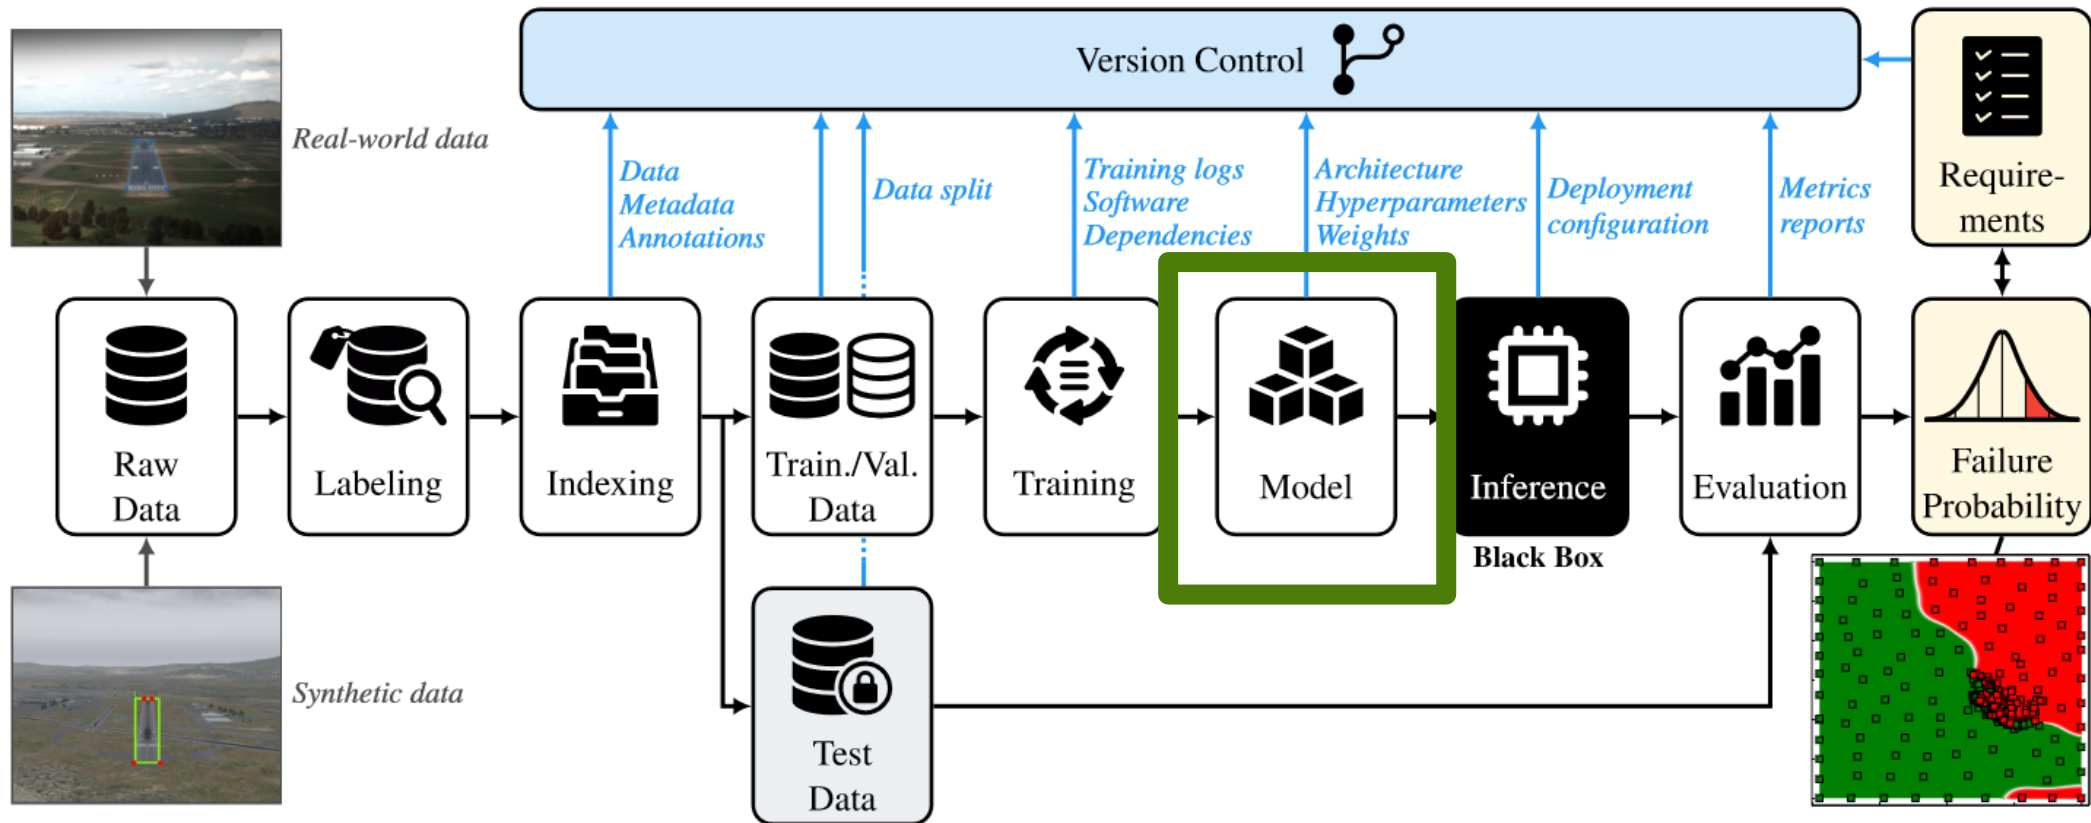 Version Control
Real-world data
Data
Metadada
Annotations
Data split
Training logs
Software
Dependencies
Architecture
Hyperparameters
Weights
Deployment
configuration
Metrics
reports
Require-
ments
Raw
Data
Labeling
Indexing
Train./Val.
Data
Training
Model
Inference
Evaluation
Failure
Probability
Black Box
Synthetic data
Test
Data